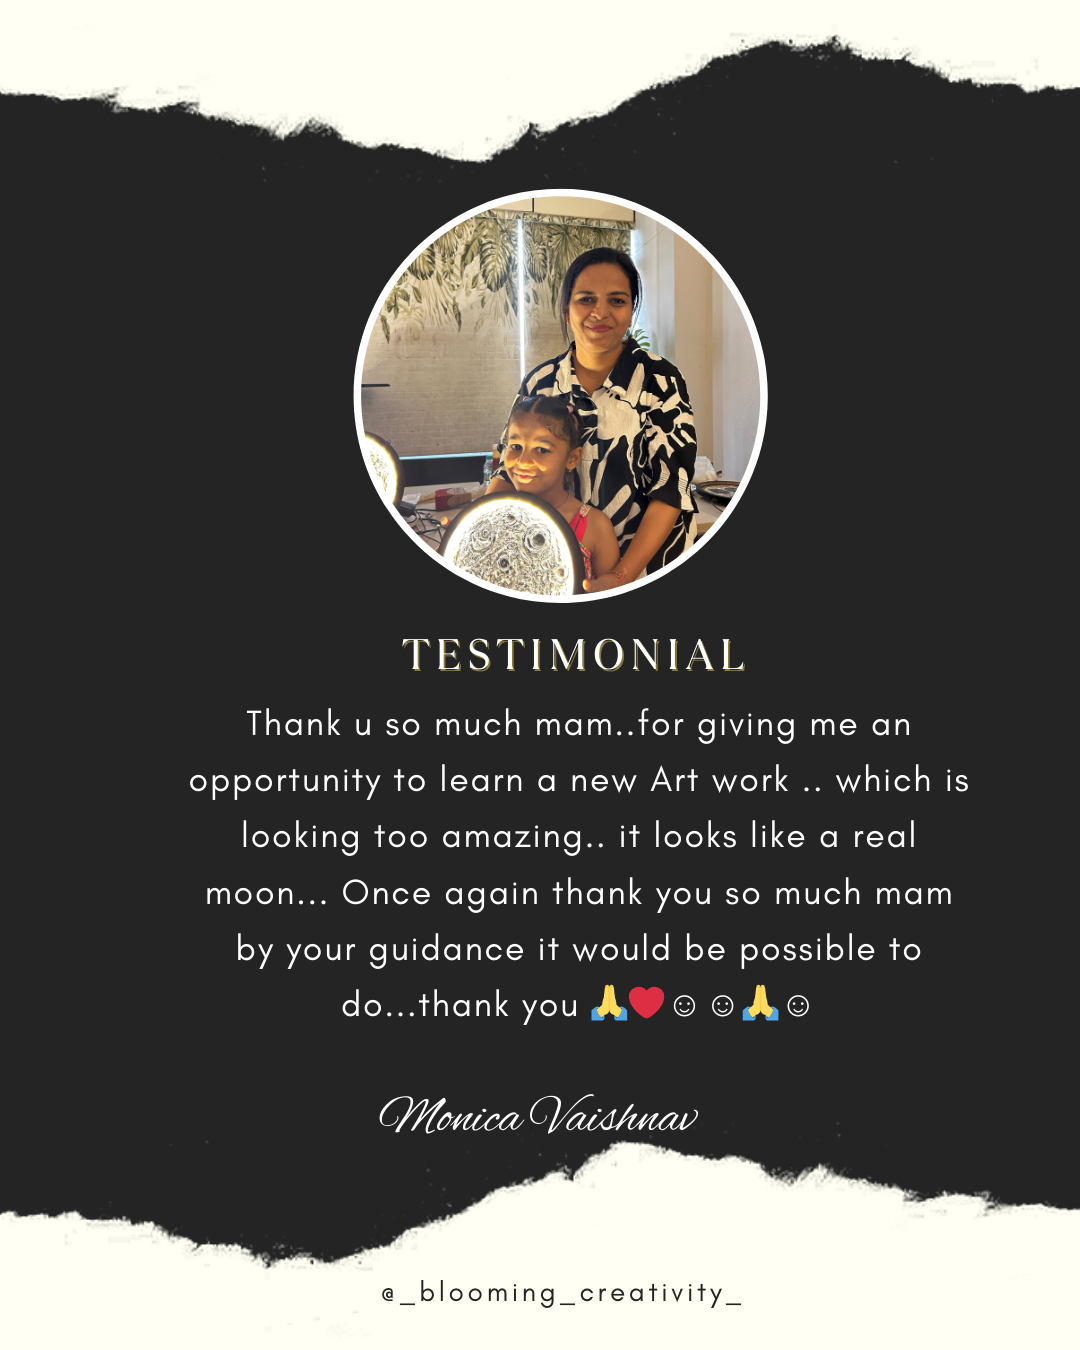 TESTIMONIAL
Thank u so much mam..for giving me an
opportunity to learn a new Art work .. which is
looking too amazing.. it looks like a real
moon... Once again thank you so much mam
by your guidance it would be possible to
do...thank you 🙏❤️☺☺🙏☺
Monica Vaishnav
@_blooming_creativity_